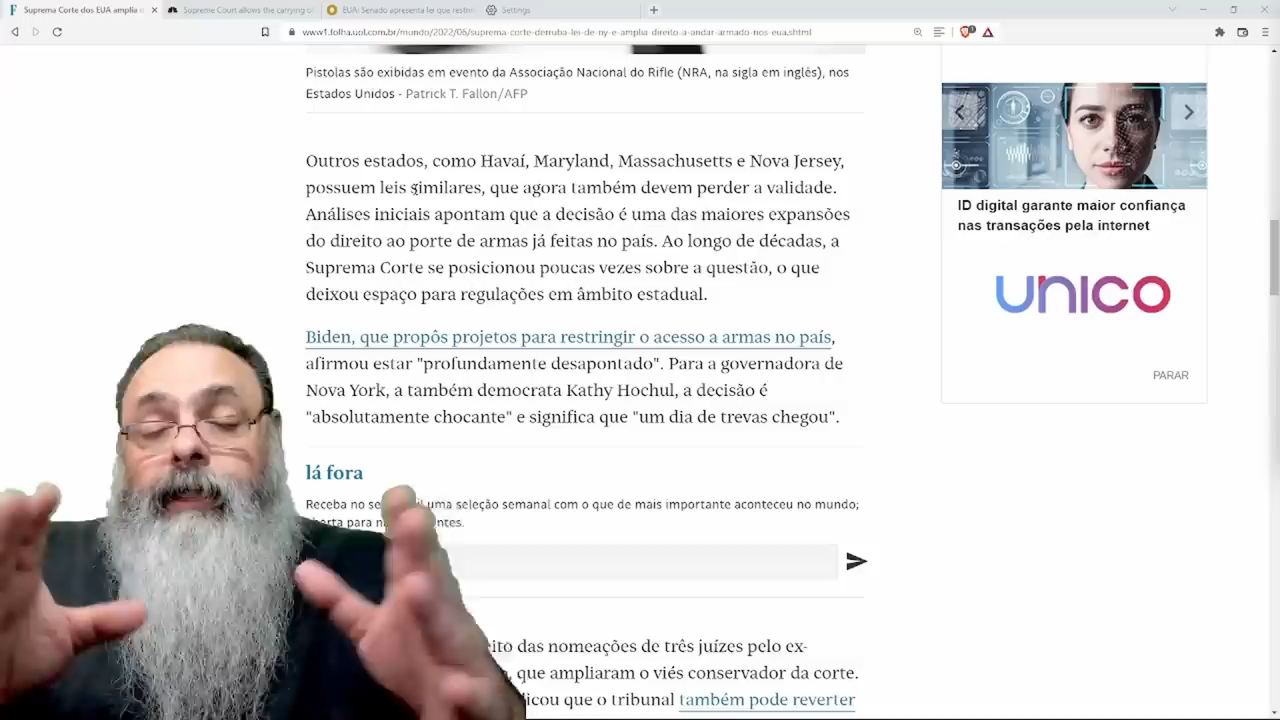 Suprema Corte dos EUA amplia d
Supreme Court allows the carrying of
EUA: Senado apresenta lei que restrin
Settings
www1.folha.uol.com.br/mundo/2022/06/suprema-corte-derruba-lei-de-ny-e-amplia-direito-a-andar-armado-nos-eua.shtml
Pistolas são exibidas em evento da Associação Nacional do Rifle (NRA, na sigla em inglês), nos
Estados Unidos - Patrick T. Fallon/AFP
Outros estados, como Havaí, Maryland, Massachusetts e Nova Jersey,
possuem leis similares, que agora também devem perder a validade.
Análises iniciais apontam que a decisão é uma das maiores expansões
do direito ao porte de armas já feitas no país. Ao longo de décadas, a
Suprema Corte se posicionou poucas vezes sobre a questão, o que
deixou espaço para regulações em âmbito estadual.
Biden, que propôs projetos para restringir o acesso a armas no país,
afirmou estar "profundamente desapontado". Para a governadora de
Nova York, a também democrata Kathy Hochul, a decisão é
"absolutamente chocante" e significa que "um dia de trevas chegou".
lá fora
Receba no se uma seleção semanal com o que de mais importante aconteceu no mundo;
para
ito das nomeações de três juízes pelo ex-
, que ampliaram o viés conservador da corte.
icou que o tribunal também pode reverter
ID digital garante maior confiança
nas transações pela internet
unico
PARAR